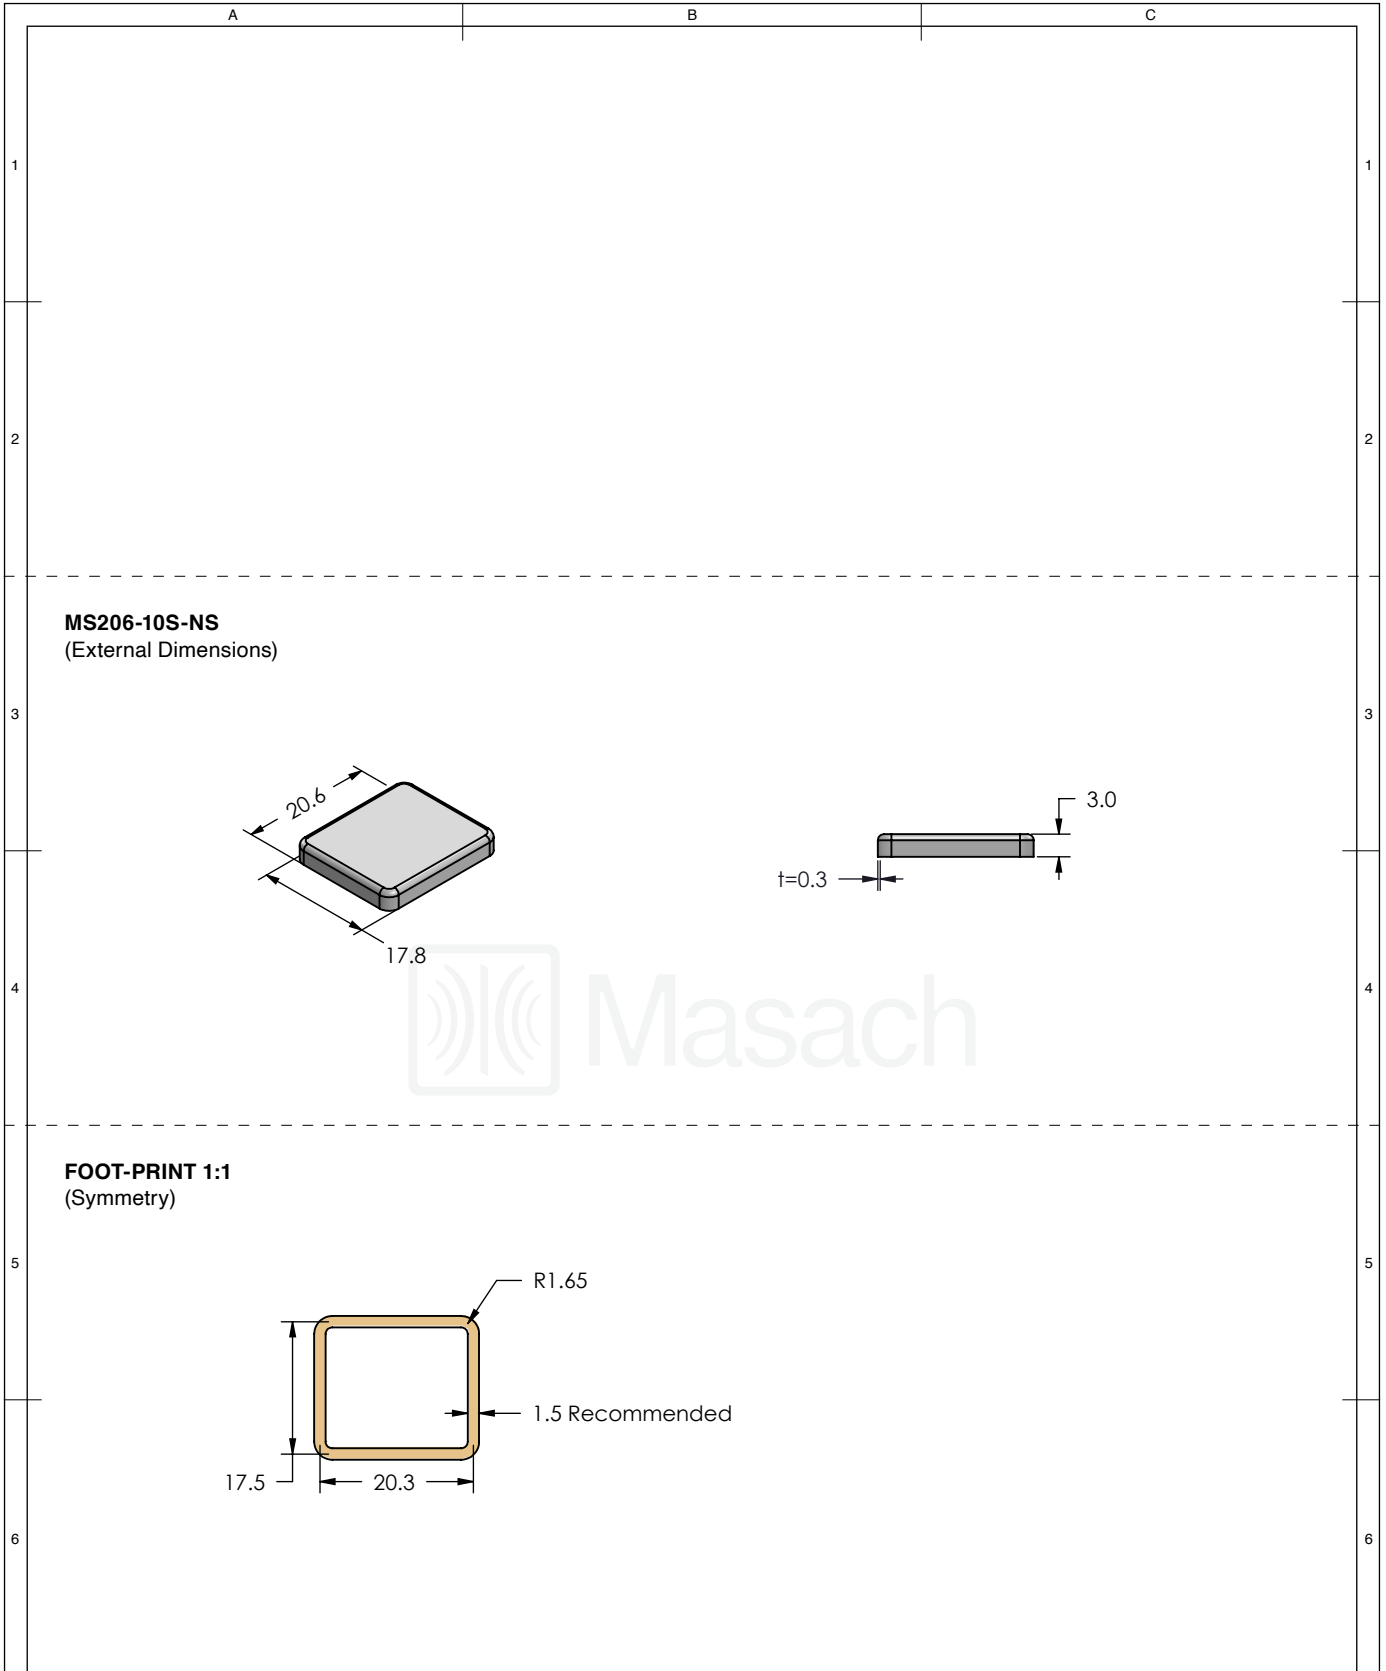 A B C
1 1
2 2
MS206-10S-NS
(External Dimensions)
3 3
20.6
3.0
t=0.3
17.8
Masach
4 4
FOOT-PRINT 1:1
(Symmetry)
5 5
R1.65
1.5 Recommended
17.5 20.3
6 6